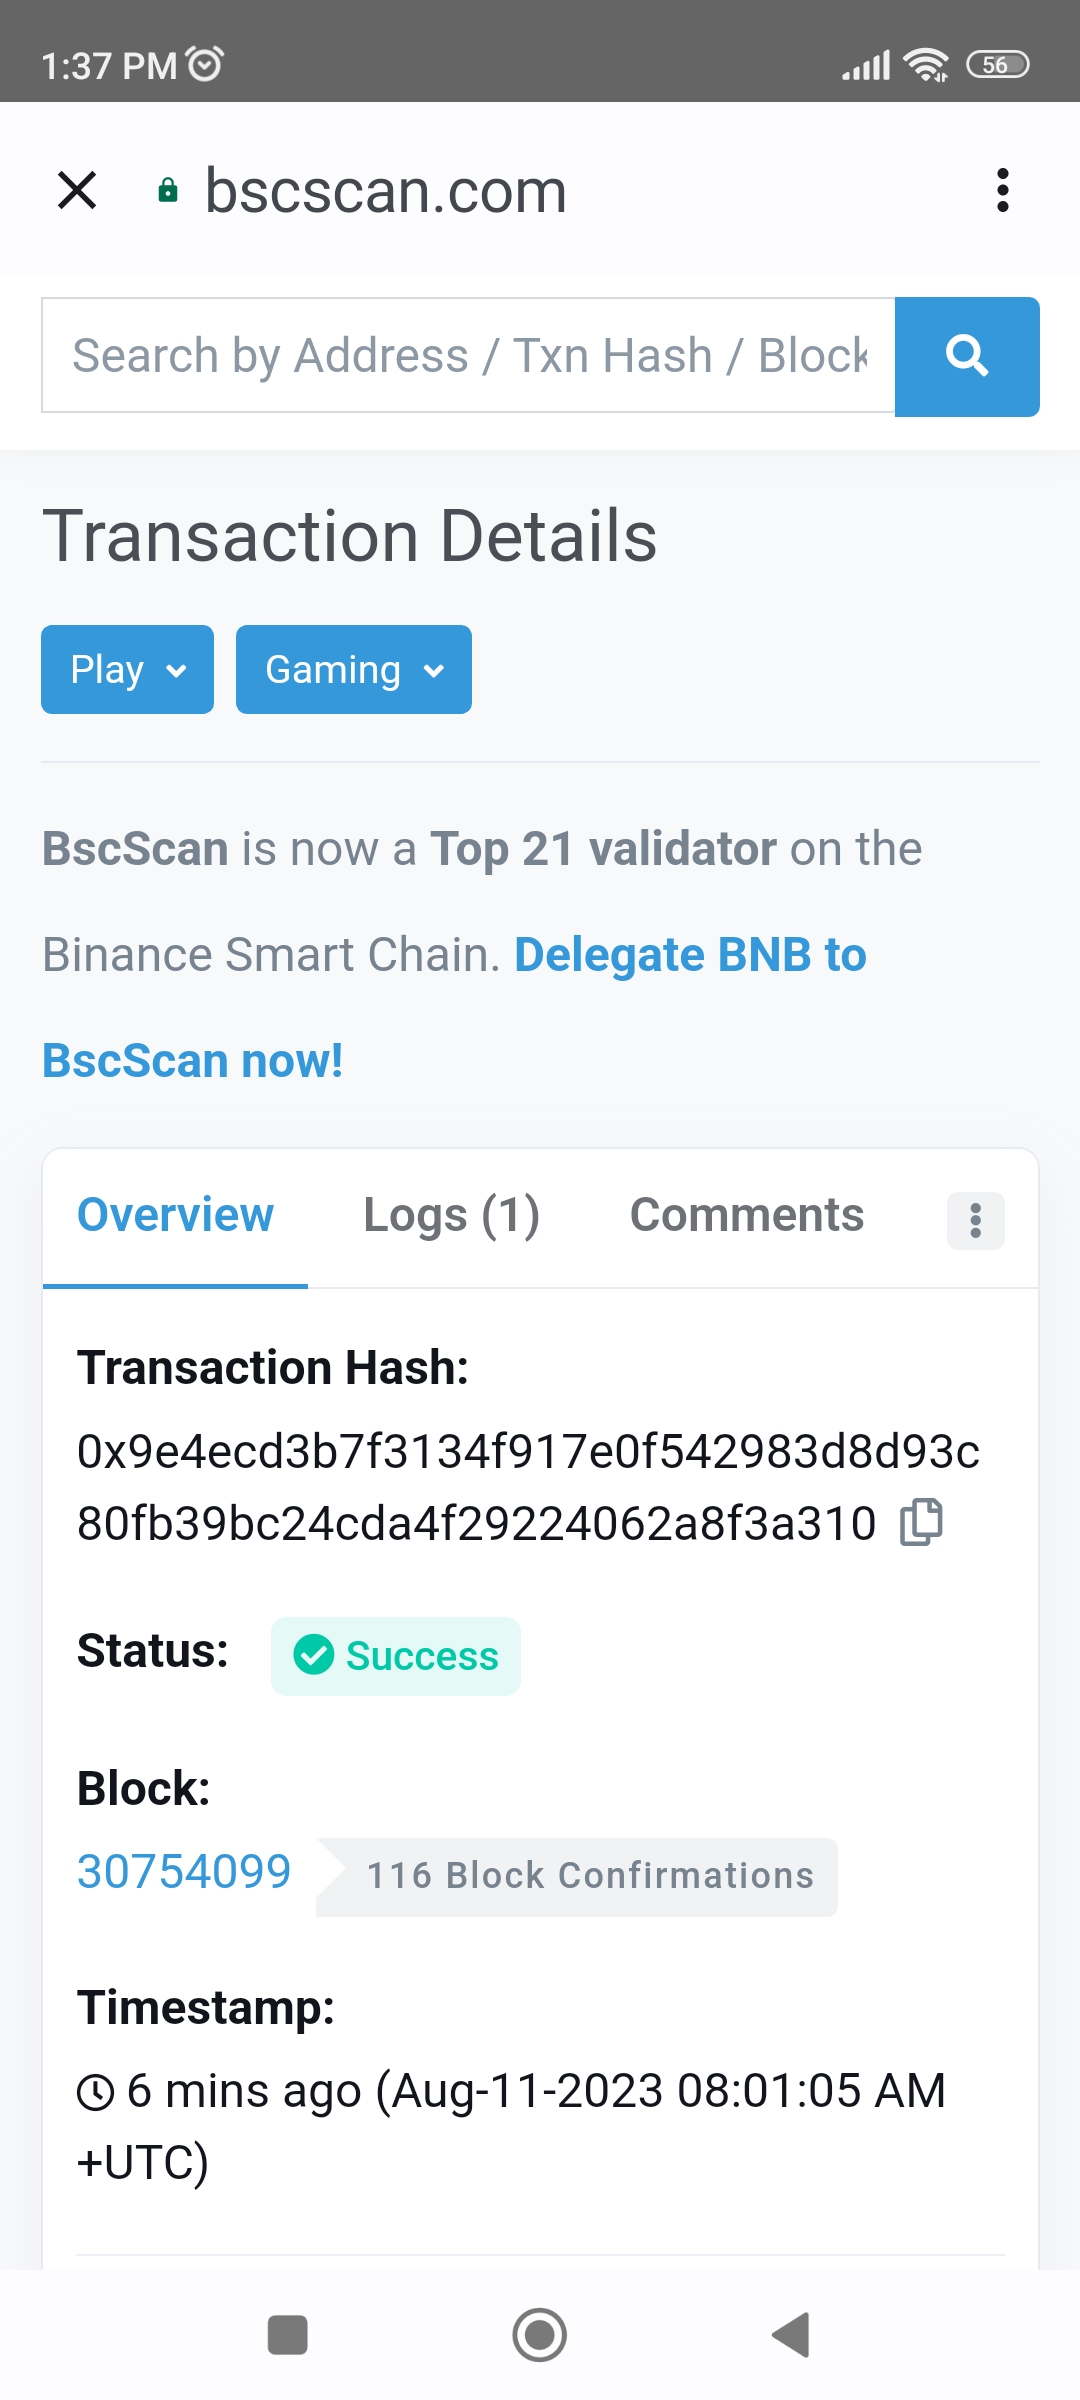 1:37 PM
56
bscscan.com
Search by Address / Txn Hash / Block
Transaction Details
Play
Gaming
BscScan is now a Top 21 validator on the
Binance Smart Chain. Delegate BNB to
BscScan now!
Overview
Logs (1)
Comments
Transaction Hash:
0x9e4ecd3b7f3134f917e0f542983d8d93c
80fb39bc24cda4f29224062a8f3a310
Status:
Success
Block:
30754099
116 Block Confirmations
Timestamp:
6 mins ago (Aug-11-2023 08:01:05 AM
+UTC)